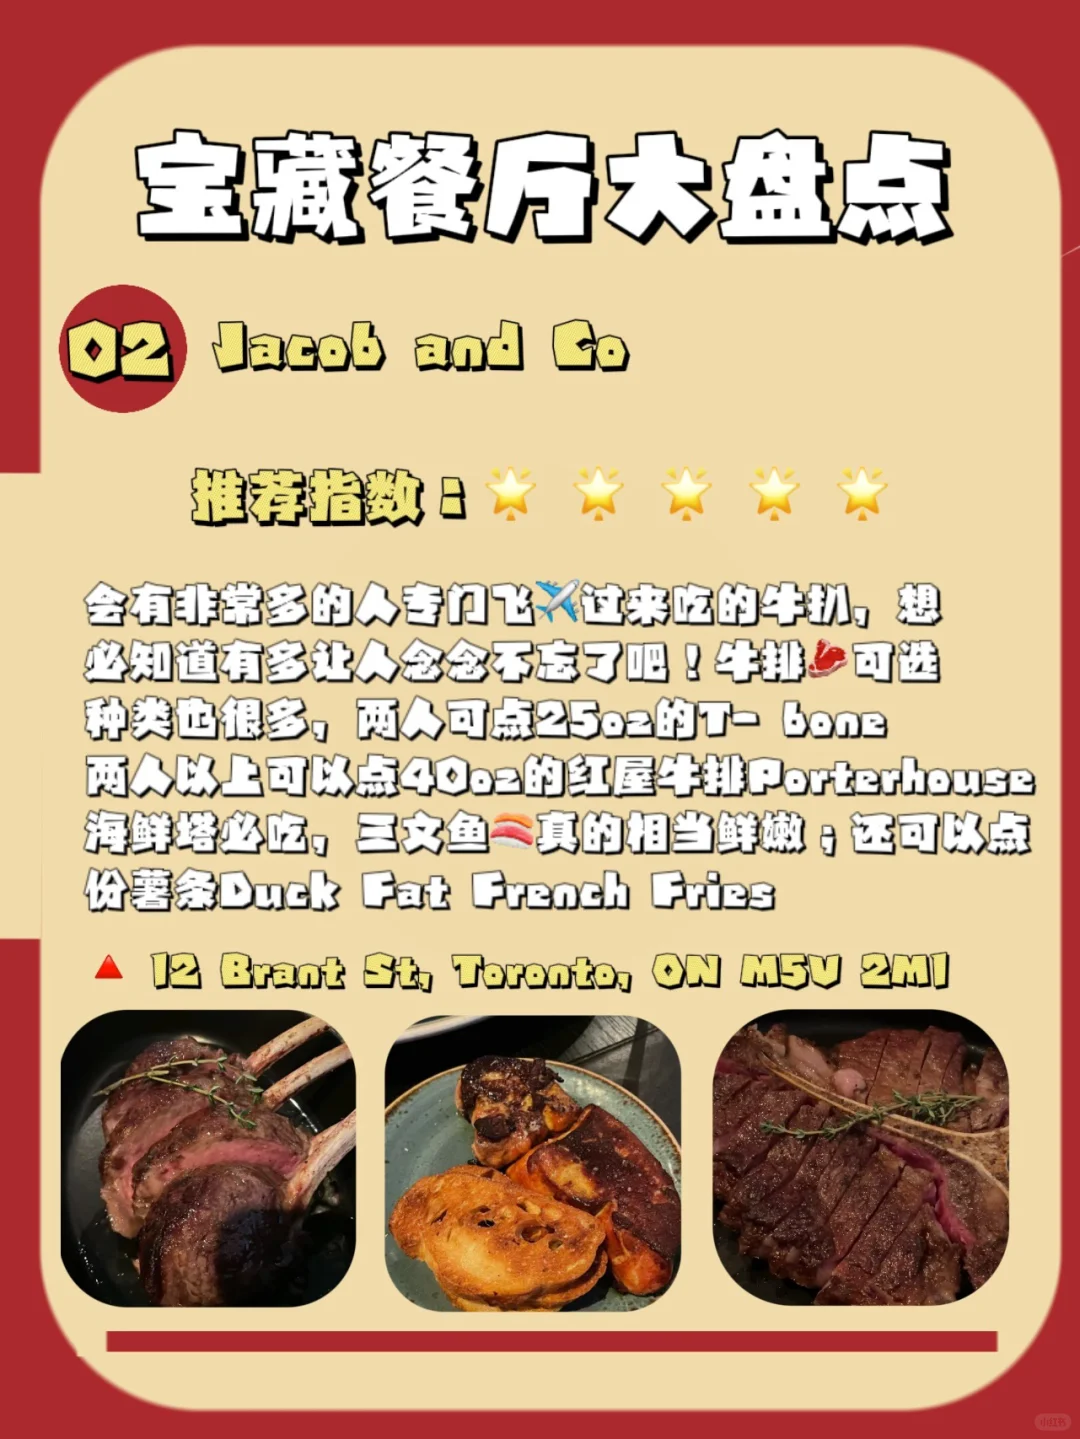 宝藏餐厅大盘点
02 Jacob and Co
推荐指数：🌟 🌟 🌟 🌟 🌟
会有非常多的人专门飞✈️过来吃的牛扒，想
必知道有多让人念念不忘了吧！牛排🥩可选
种类也很多，两人可点25oz的T- bone
两人以上可以点40oz的红屋牛排Porterhouse
海鲜塔必吃，三文鱼🍣真的相当鲜嫩；还可以点
份薯条Duck Fat French Fries
🔺 12 Brant St, Toronto, ON M5V 2M1
小红书